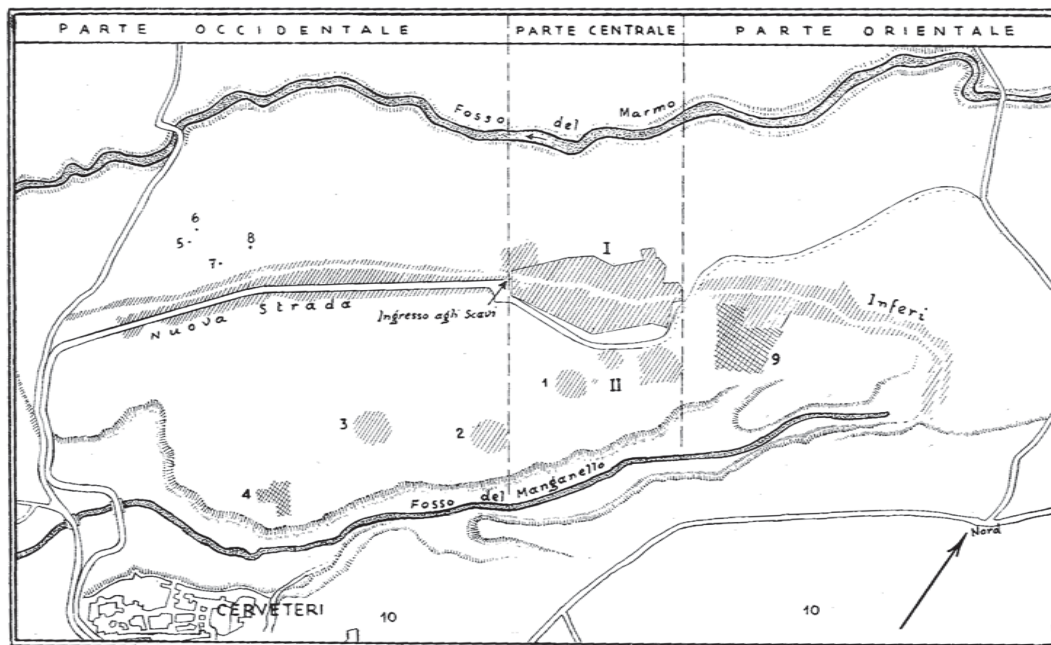 PARTE OCCIDENTALE
PARTE CENTRALE
PARTE ORIENTALE
Fosso del Marmo
6
5
8
7
I
Ingresso agli Scavi
Nuova Strada
Inferi
9
1
II
3
2
4
Fosso del Manganello
Nord
CERVETERI
10
10